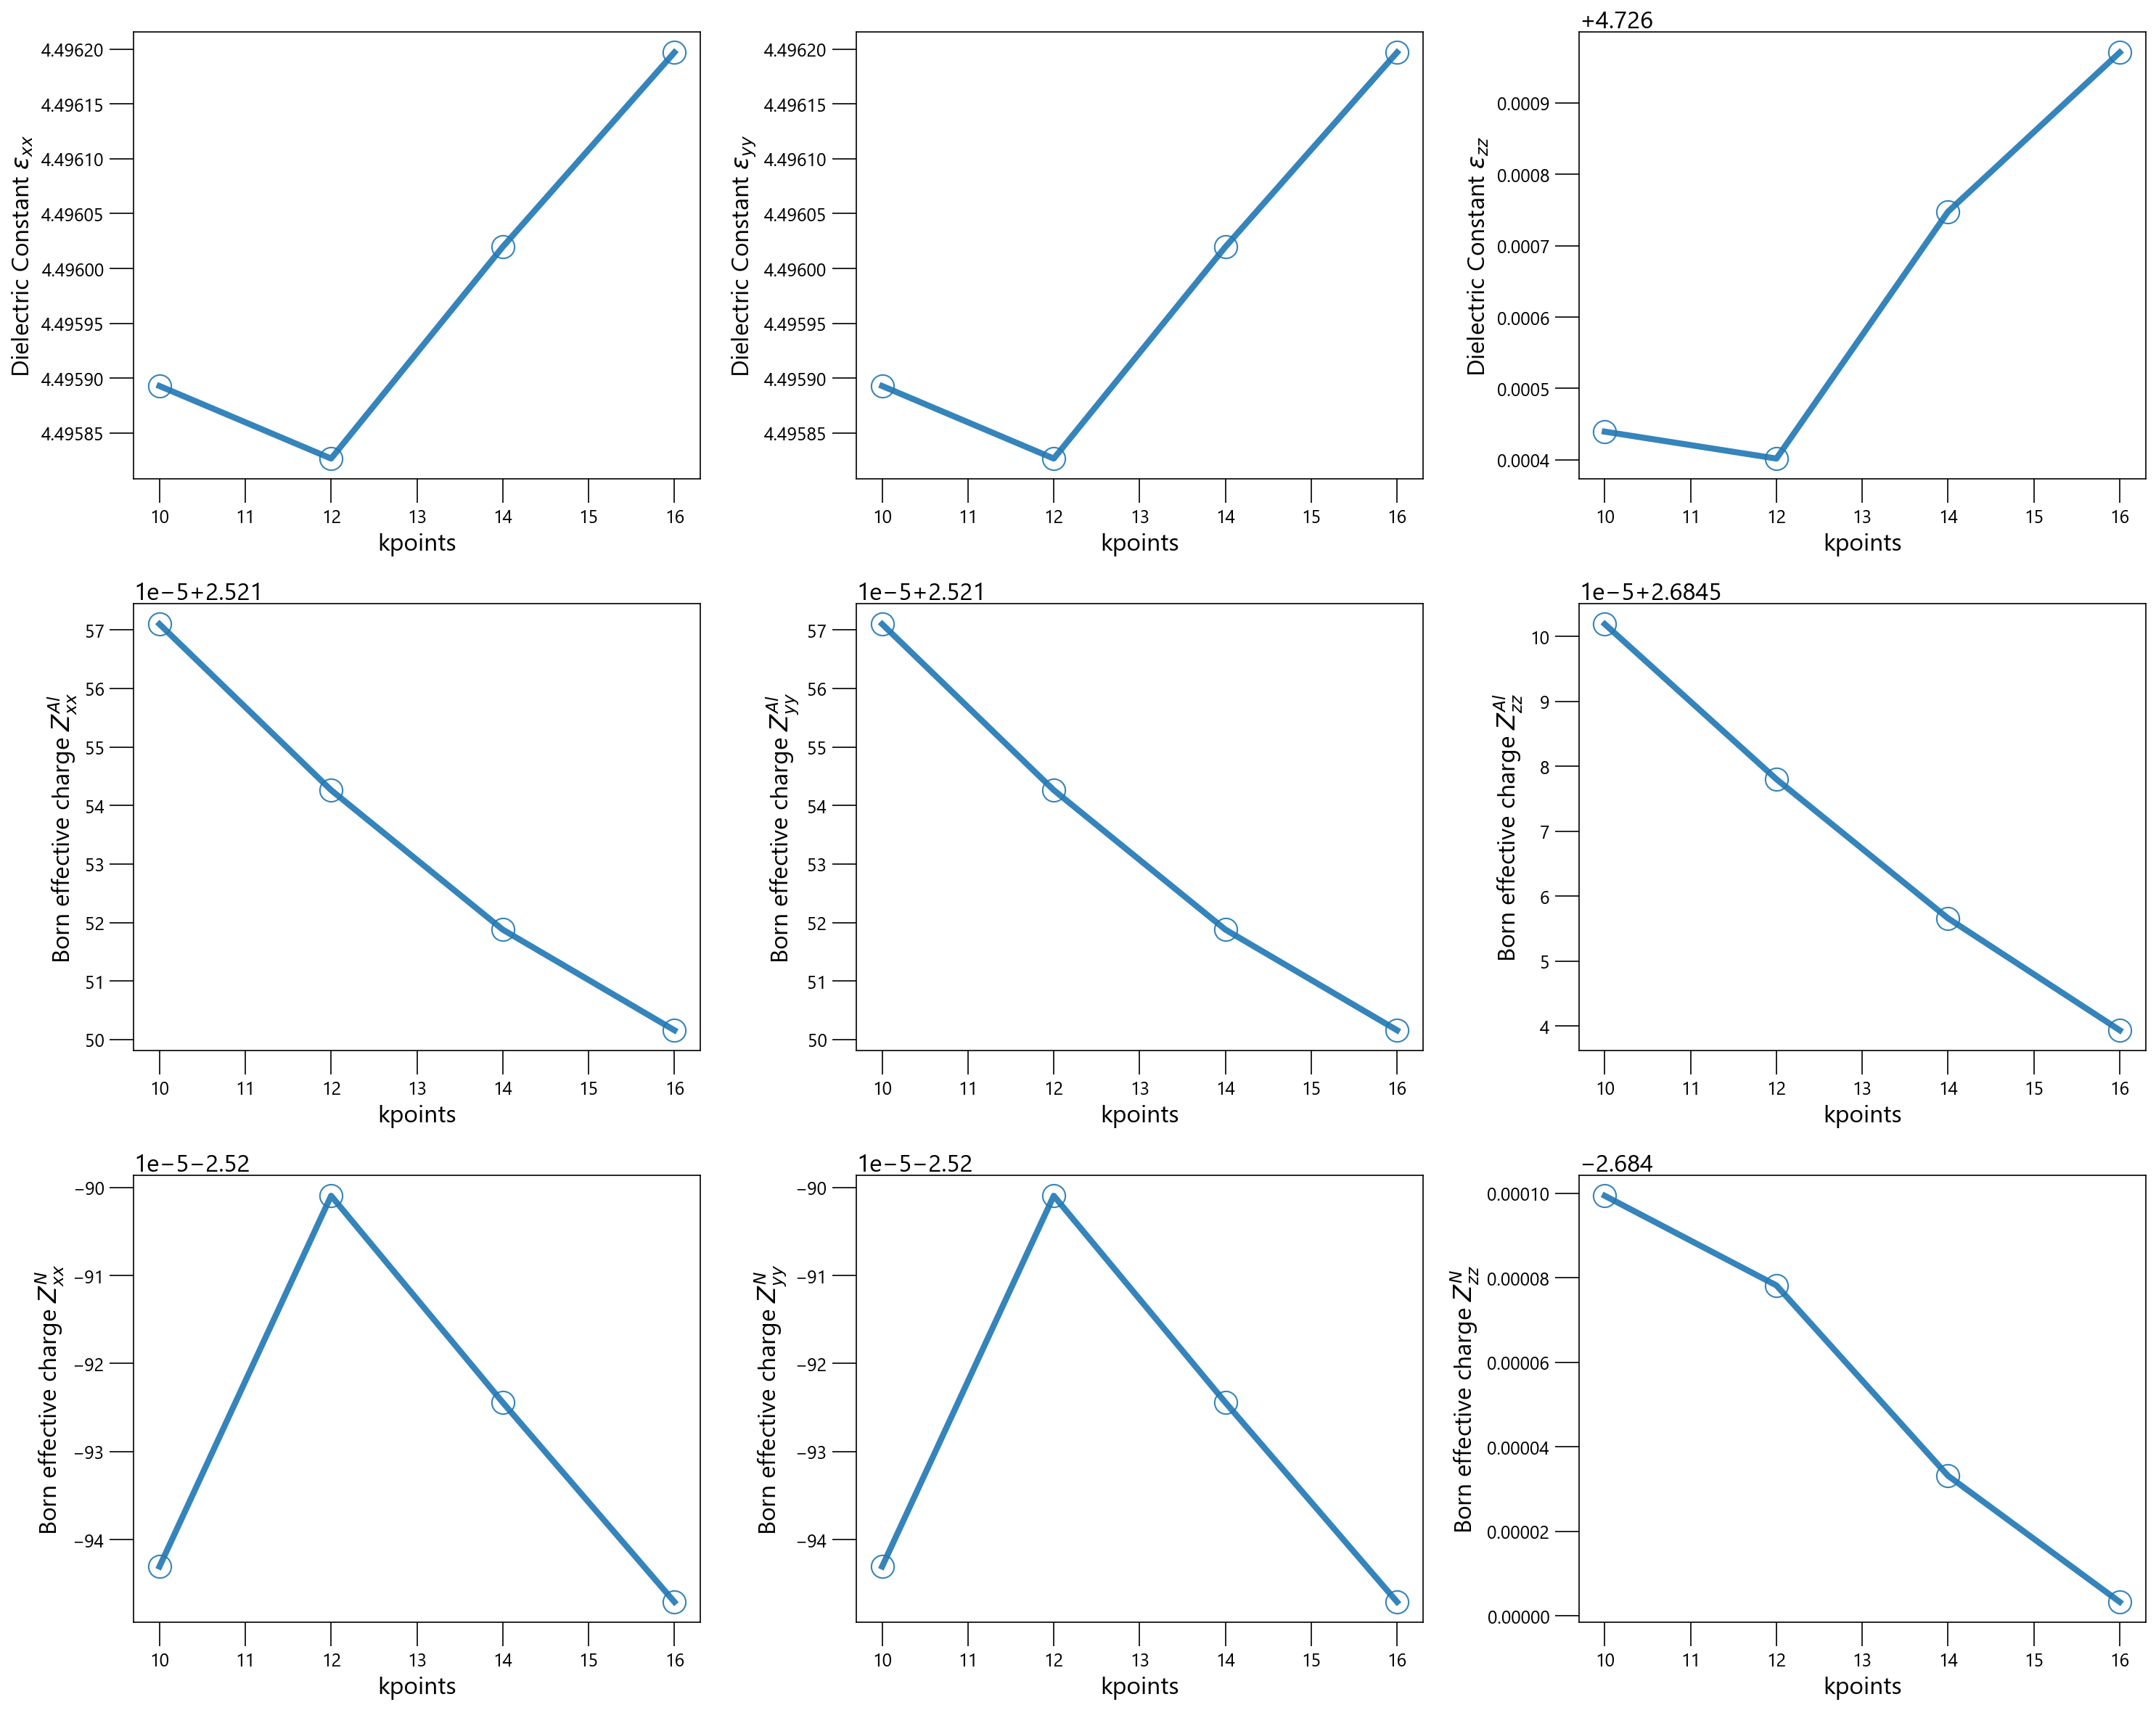 +4.726
4.49620
4.49615
4.49610
4.49605
4.49600
4.49595
4.49590
4.49585
Dielectric Constant εxx
10 11 12 13 14 15 16
kpoints
4.49620
4.49615
4.49610
4.49605
4.49600
4.49595
4.49590
4.49585
Dielectric Constant εyy
10 11 12 13 14 15 16
kpoints
0.0009
0.0008
0.0007
0.0006
0.0005
0.0004
Dielectric Constant εzz
10 11 12 13 14 15 16
kpoints
1e−5+2.521
57
56
55
54
53
52
51
50
Born effective charge Z^{Al}_{xx}
10 11 12 13 14 15 16
kpoints
1e−5+2.521
57
56
55
54
53
52
51
50
Born effective charge Z^{Al}_{yy}
10 11 12 13 14 15 16
kpoints
1e−5+2.6845
10
9
8
7
6
5
4
Born effective charge Z^{Al}_{zz}
10 11 12 13 14 15 16
kpoints
1e−5−2.52
−90
−91
−92
−93
−94
Born effective charge Z^{N}_{xx}
10 11 12 13 14 15 16
kpoints
1e−5−2.52
−90
−91
−92
−93
−94
Born effective charge Z^{N}_{yy}
10 11 12 13 14 15 16
kpoints
−2.684
0.00010
0.00008
0.00006
0.00004
0.00002
0.00000
Born effective charge Z^{N}_{zz}
10 11 12 13 14 15 16
kpoints